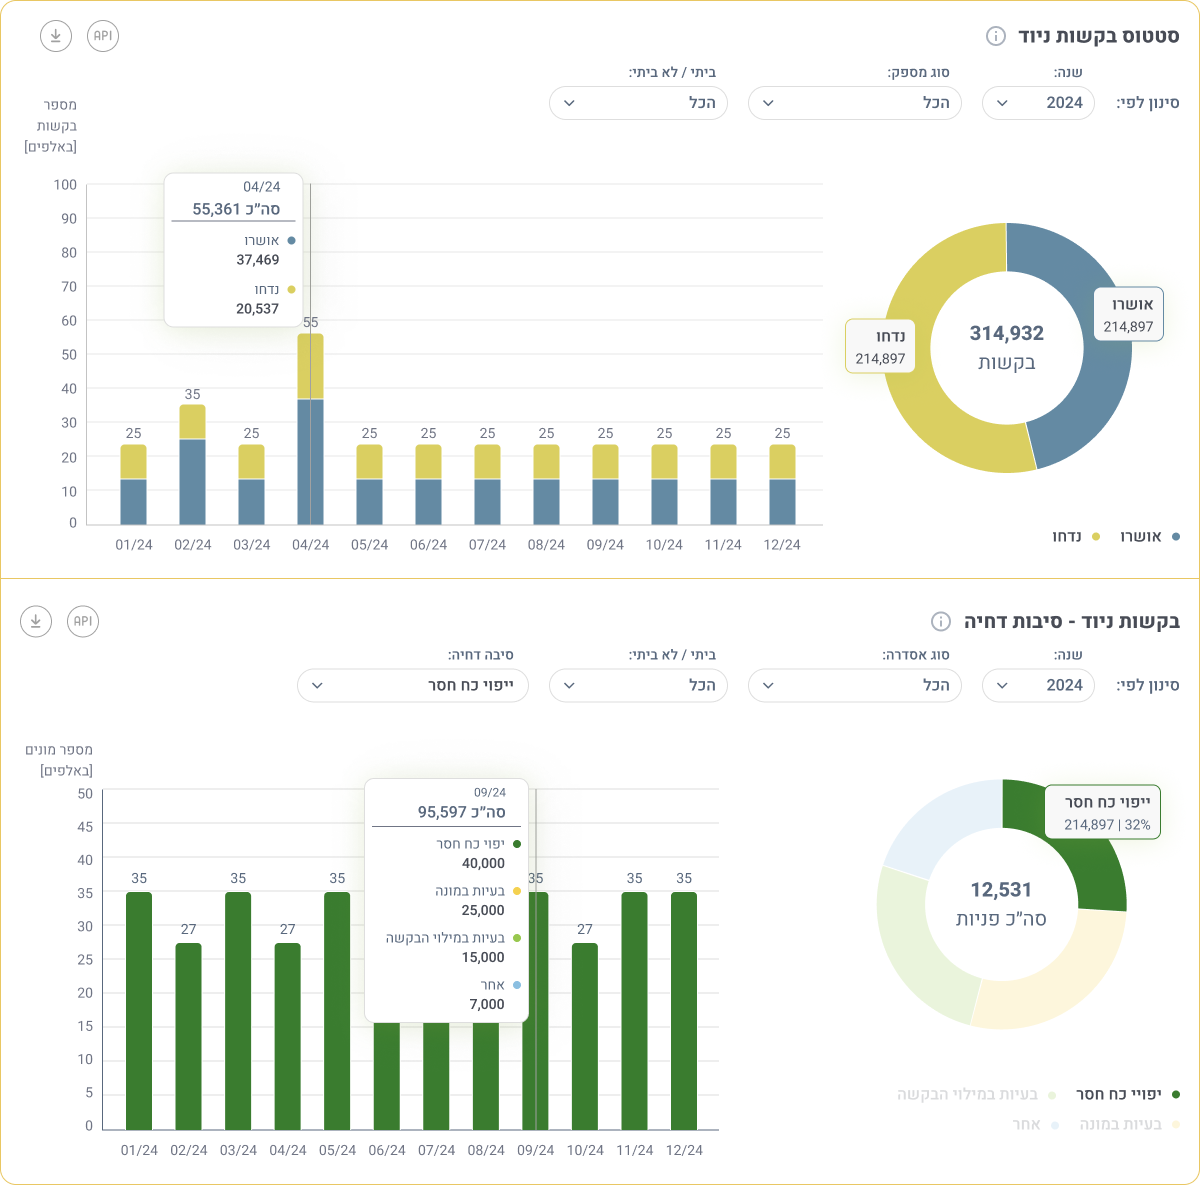 סטטוס בקשות ניוד
API
סינון לפי:
שנה:
2024
סוג מספק:
הכל
ביתי / לא ביתי:
הכל
מספר
בקשות
[באלפים]
100
90
80
70
60
50
40
30
20
10
0
04/24
סה״כ 55,361
אושרו
37,469
נדחו
20,537
25
35
25
55
25
25
25
25
25
25
25
25
01/24
02/24
03/24
04/24
05/24
06/24
07/24
08/24
09/24
10/24
11/24
12/24
אושרו
214,897
נדחו
214,897
314,932
בקשות
אושרו
נדחו
בקשות ניוד - סיבות דחיה
API
סינון לפי:
שנה:
2024
סוג אסדרה:
הכל
ביתי / לא ביתי:
הכל
סיבה דחיה:
ייפוי כח חסר
מספר מונים
[באלפים]
50
45
40
35
30
25
20
15
10
5
0
09/24
סה״כ 95,597
יפוי כח חסר
40,000
בעיות במונה
25,000
בעיות במילוי הבקשה
15,000
אחר
7,000
35
27
35
27
35
35
27
35
35
01/24
02/24
03/24
04/24
05/24
06/24
07/24
08/24
09/24
10/24
11/24
12/24
ייפוי כח חסר
214,897 | 32%
12,531
סה״כ פניות
יפויי כח חסר
בעיות במילוי הבקשה
בעיות במונה
אחר